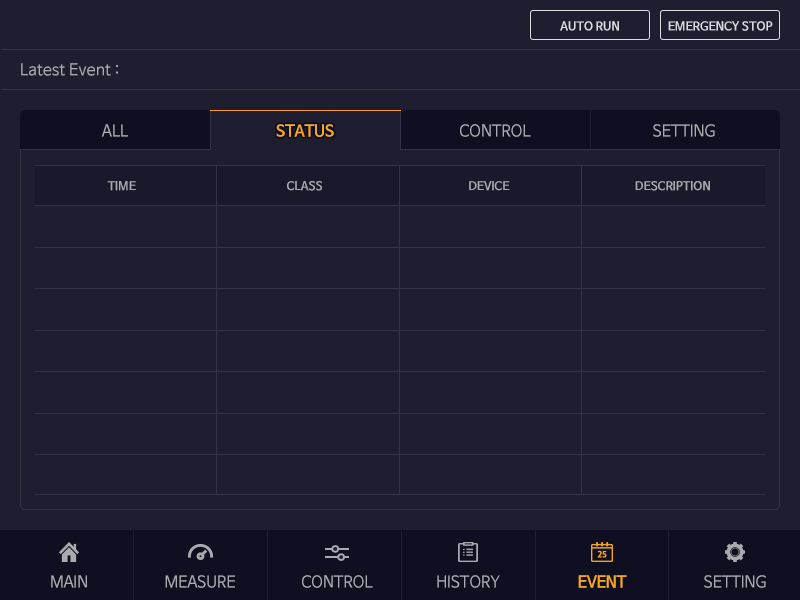 AUTO RUN EMERGENCY STOP
Latest Event :
ALL STATUS CONTROL SETTING
TIME CLASS DEVICE DESCRIPTION
25
MAIN MEASURE CONTROL HISTORY EVENT SETTING